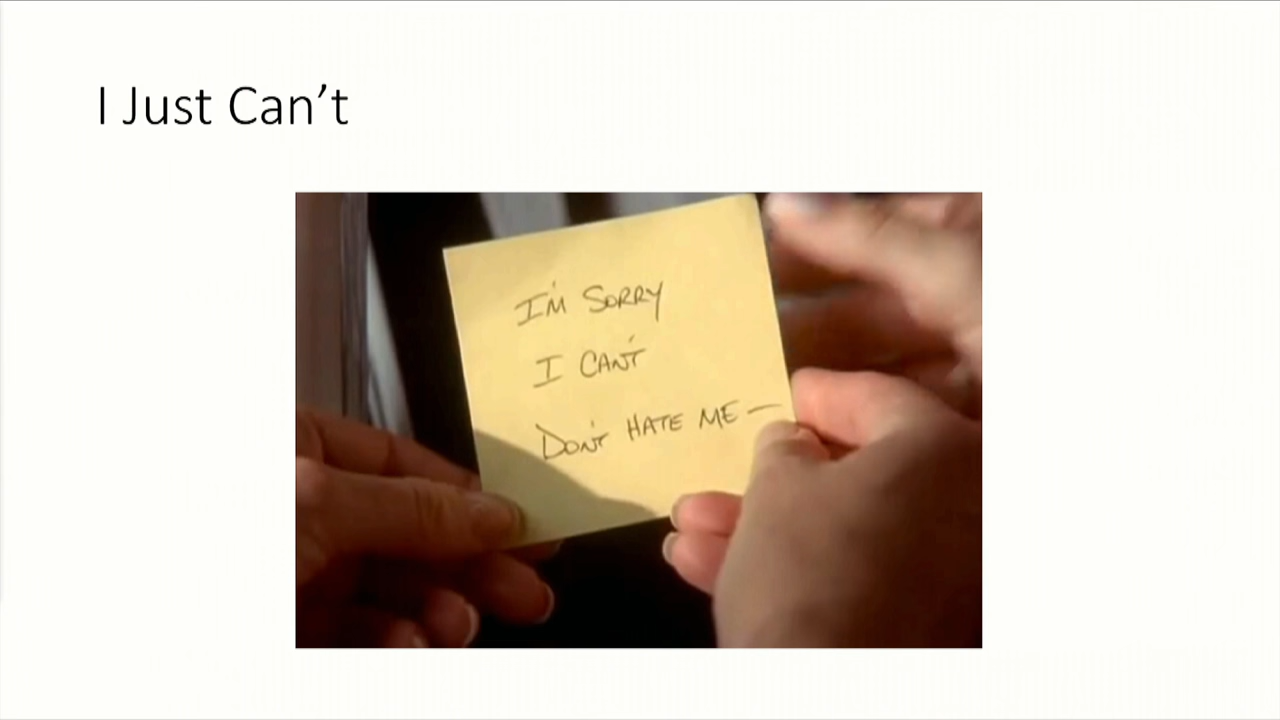 I Just Can’t
I'M SORRY
I CAN'T
DON'T HATE ME —